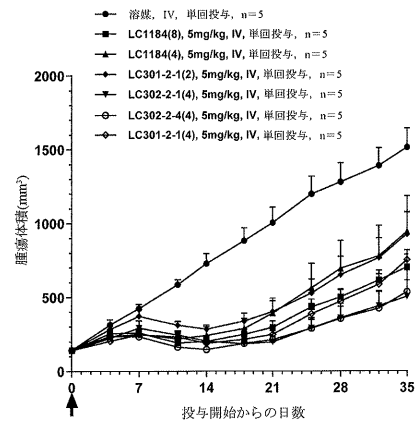 溶媒, IV, 単回投与, n=5
LC1184(8), 5mg/kg, IV, 単回投与, n=5
LC1184(4), 5mg/kg, IV, 単回投与, n=5
LC301-2-1(2), 5mg/kg, IV, 単回投与, n=5
LC302-2-1(4), 5mg/kg, IV, 単回投与, n=5
LC302-2-4(4), 5mg/kg, IV, 単回投与, n=5
LC301-2-1(4), 5mg/kg, IV, 単回投与, n=5
2000
1500
1000
500
0
腫瘍体積(mm³)
0 7 14 21 28 35
投与開始からの日数